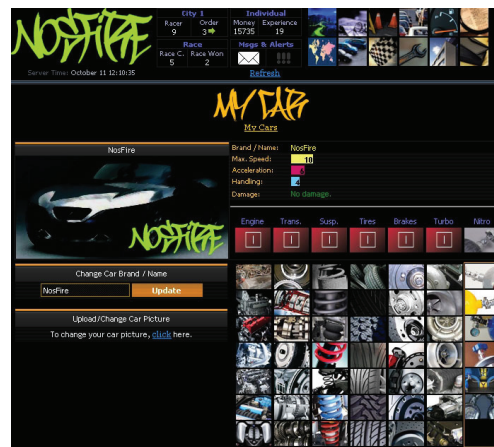 NOSFIRE
City 1
Individual
Racer Order Money Experience
9 3 15735 19
Race
Msgs & Alerts
Race C. Race Won
5 2
Server Time: October 11 12:10:35
Refresh
MY CAR
My Cars
NosFire
NOSFIRE
Change Car Brand / Name
NosFire Update
Upload/Change Car Picture
To change your car picture, click here.
Brand / Name: NosFire
Max. Speed: 10
Acceleration: 6
Handling: 4
Damage: No damage.
Engine Trans. Susp. Tires Brakes Turbo Nitro
I I I I I I